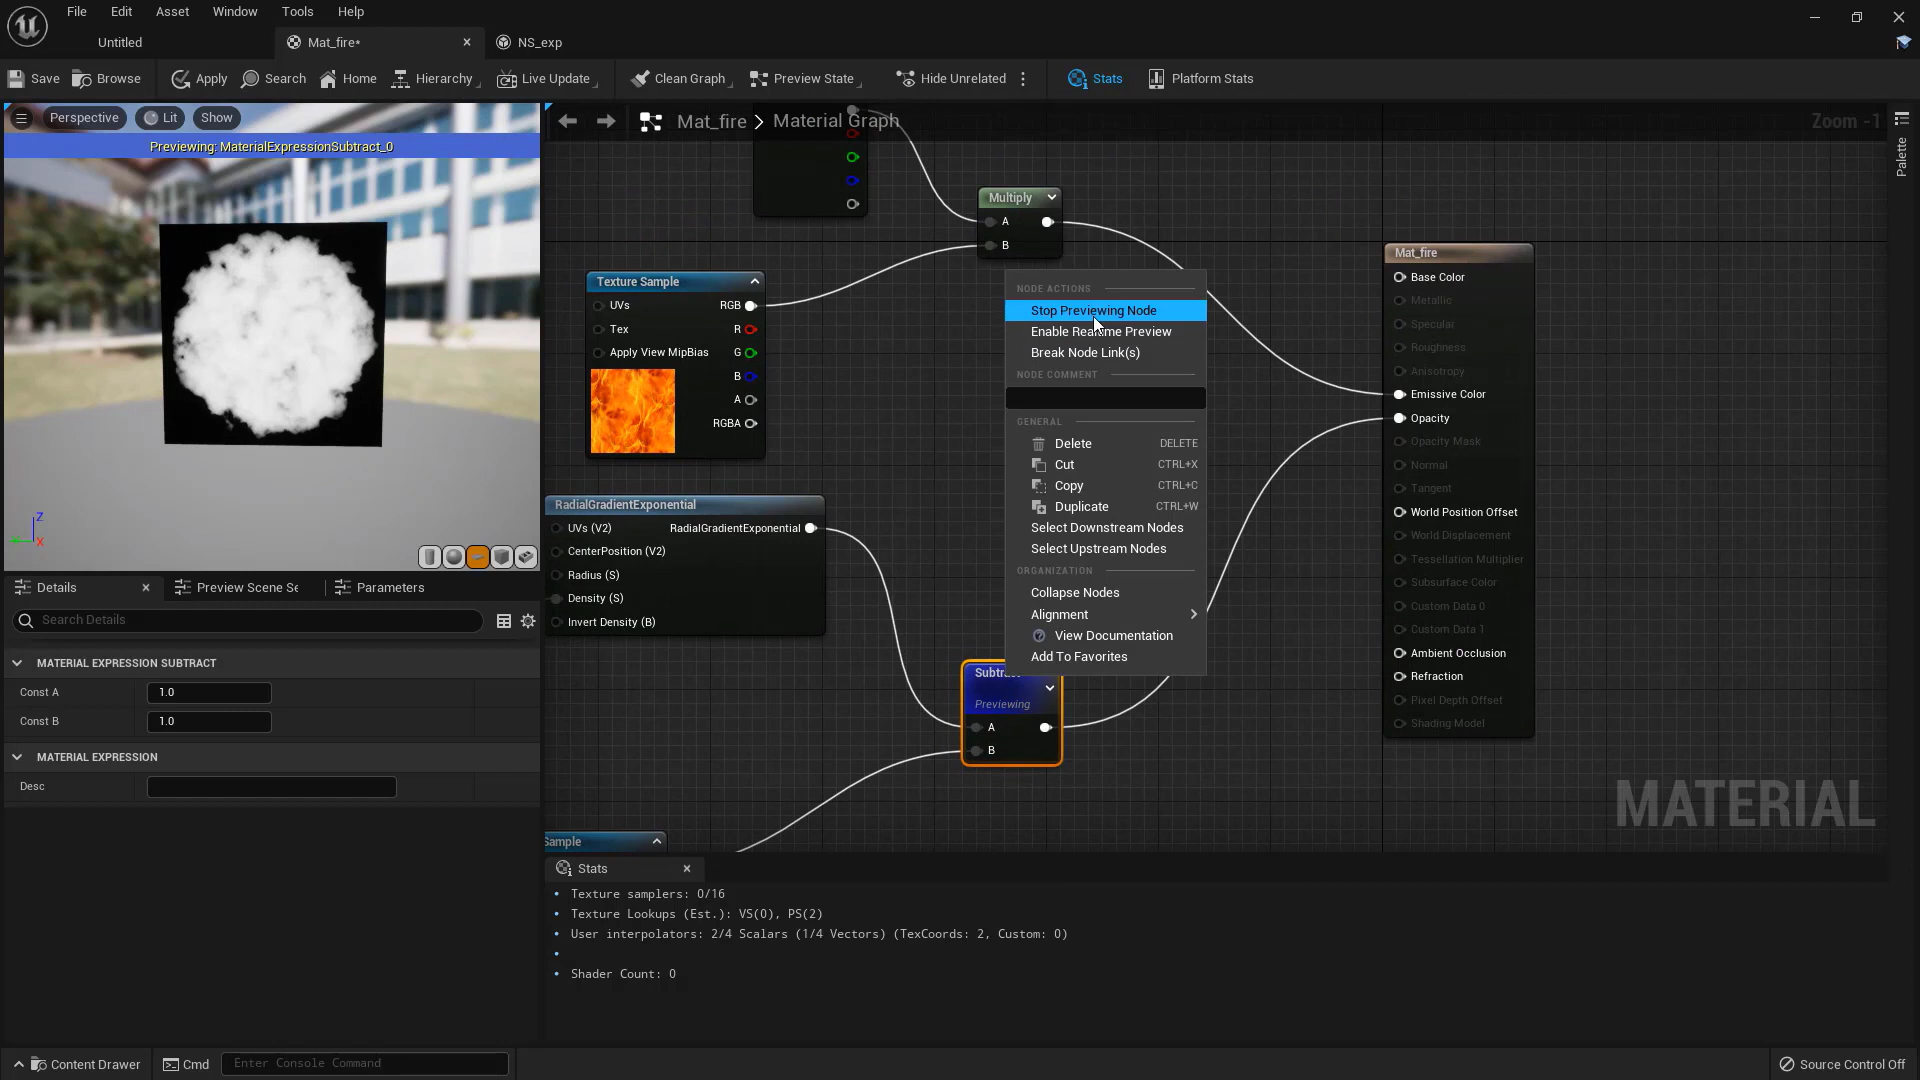 File Edit Asset Window Tools Help
Untitled Mat_fire* NS_exp
Save Browse Apply Search Home Hierarchy Live Update Clean Graph Preview State Hide Unrelated Stats Platform Stats
Perspective Lit Show
Previewing: MaterialExpressionSubtract_0
Z
X
Mat_fire > Material Graph
Zoom -1
Palette
Multiply
A
B
Texture Sample
UVs RGB
Tex R
Apply View MipBias G
B
A
RGBA
RadialGradientExponential
UVs (V2) RadialGradientExponential
CenterPosition (V2)
Radius (S)
Density (S)
Invert Density (B)
NODE ACTIONS
Stop Previewing Node
Enable Realtime Preview
Break Node Link(s)
NODE COMMENT
GENERAL
Delete DELETE
Cut CTRL+X
Copy CTRL+C
Duplicate CTRL+W
Select Downstream Nodes
Select Upstream Nodes
ORGANIZATION
Collapse Nodes
Alignment
View Documentation
Add To Favorites
Subtract
Previewing
A
B
Sample
Mat_fire
Base Color
Metallic
Specular
Roughness
Anisotropy
Emissive Color
Opacity
Opacity Mask
Normal
Tangent
World Position Offset
World Displacement
Tessellation Multiplier
Subsurface Color
Custom Data 0
Custom Data 1
Ambient Occlusion
Refraction
Pixel Depth Offset
Shading Model
MATERIAL
Details Preview Scene Se Parameters
Search Details
MATERIAL EXPRESSION SUBTRACT
Const A 1.0
Const B 1.0
MATERIAL EXPRESSION
Desc
Stats
Texture samplers: 0/16
Texture Lookups (Est.): VS(0), PS(2)
User interpolators: 2/4 Scalars (1/4 Vectors) (TexCoords: 2, Custom: 0)
Shader Count: 0
Content Drawer Cmd Enter Console Command Source Control Off